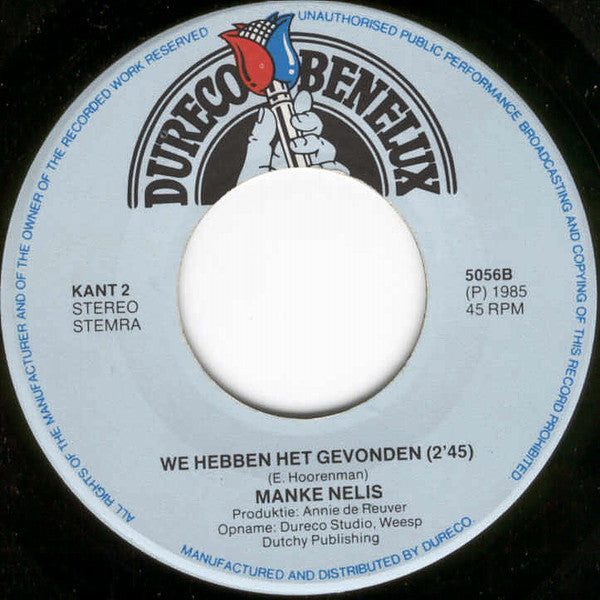 ALL RIGHTS OF THE MANUFACTURER AND OF THE OWNER OF THE RECORDED WORK RESERVED
UNAUTHORISED PUBLIC PERFORMANCE BROADCASTING AND COPYING OF THIS RECORD PROHIBITED
DURECO BENELUX
KANT 2
STEREO
STEMRA
5056B
(P) 1985
45 RPM
WE HEBBEN HET GEVONDEN (2'45)
(E. Hoorenman)
MANKE NELIS
Produktie: Annie de Reuver
Opname: Dureco Studio, Weesp
Dutchy Publishing
MANUFACTURED AND DISTRIBUTED BY DURECO.